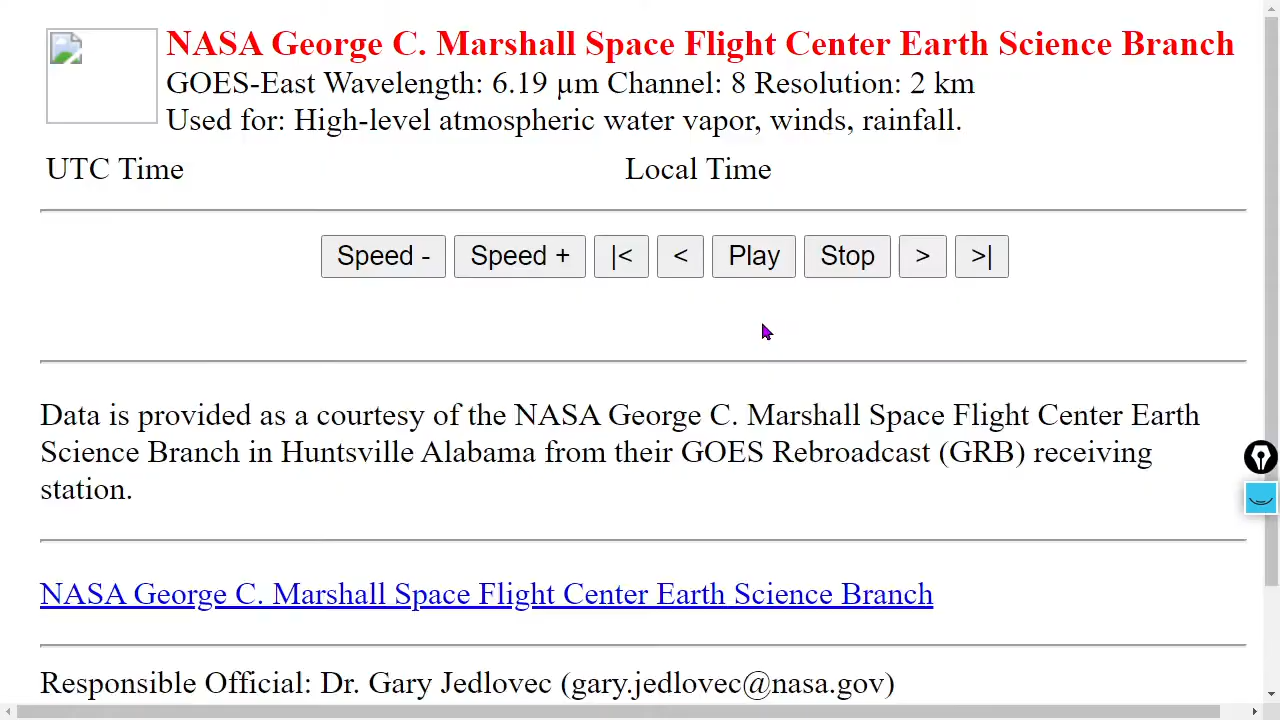 NASA George C. Marshall Space Flight Center Earth Science Branch
GOES-East Wavelength: 6.19 µm Channel: 8 Resolution: 2 km
Used for: High-level atmospheric water vapor, winds, rainfall.
UTC Time Local Time
Speed - Speed + |< < Play Stop > >|
Data is provided as a courtesy of the NASA George C. Marshall Space Flight Center Earth
Science Branch in Huntsville Alabama from their GOES Rebroadcast (GRB) receiving
station.
NASA George C. Marshall Space Flight Center Earth Science Branch
Responsible Official: Dr. Gary Jedlovec (gary.jedlovec@nasa.gov)